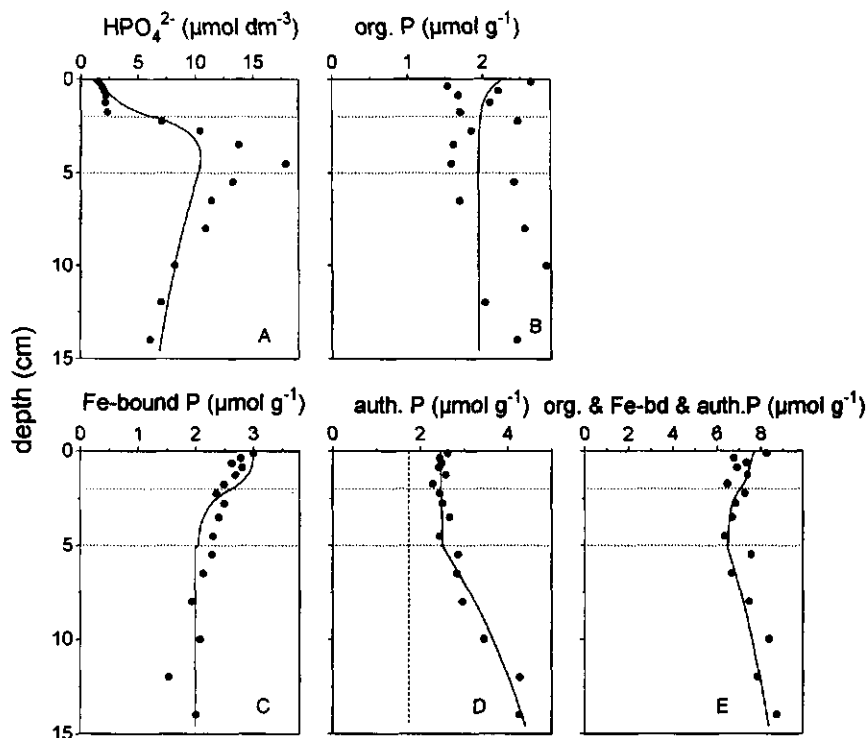 HPO₄²⁻ (µmol dm⁻³) org. P (µmol g⁻¹)
0 5 10 15 0 1 2
0
5
10
15
A B
depth (cm)
Fe-bound P (µmol g⁻¹) auth. P (µmol g⁻¹) org. & Fe-bd & auth.P (µmol g⁻¹)
0 1 2 3 0 2 4 0 2 4 6 8
0
5
10
15
C D E